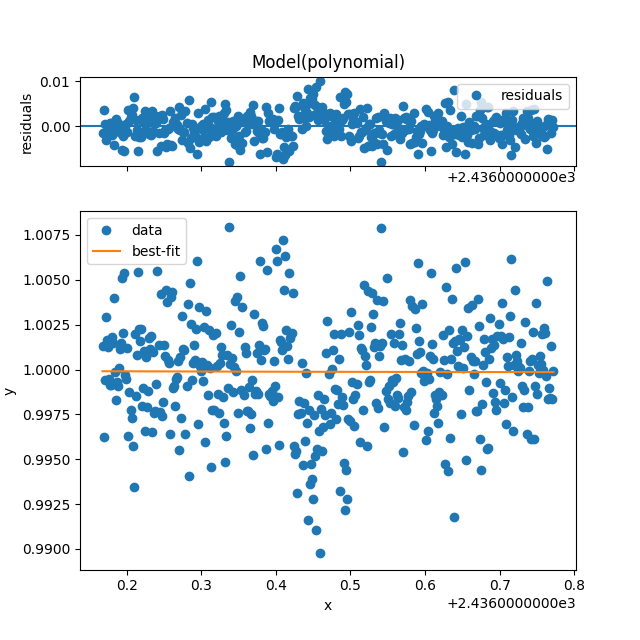 Model(polynomial)
0.01
0.00
residuals
residuals
+2.4360000000e3
data
best-fit
1.0075
1.0050
1.0025
1.0000
0.9975
0.9950
0.9925
0.9900
y
0.2 0.3 0.4 0.5 0.6 0.7 0.8
x
+2.4360000000e3